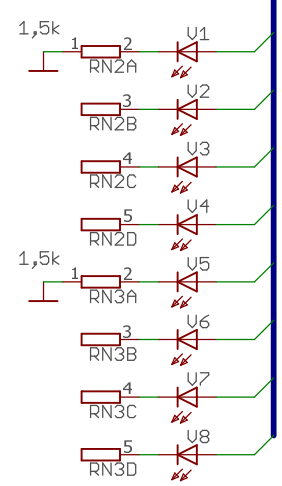 1,5k
V1
1 2
RN2A
V2
3
RN2B
V3
4
RN2C
V4
5
RN2D
1,5k
V5
1 2
RN3A
V6
3
RN3B
V7
4
RN3C
V8
5
RN3D